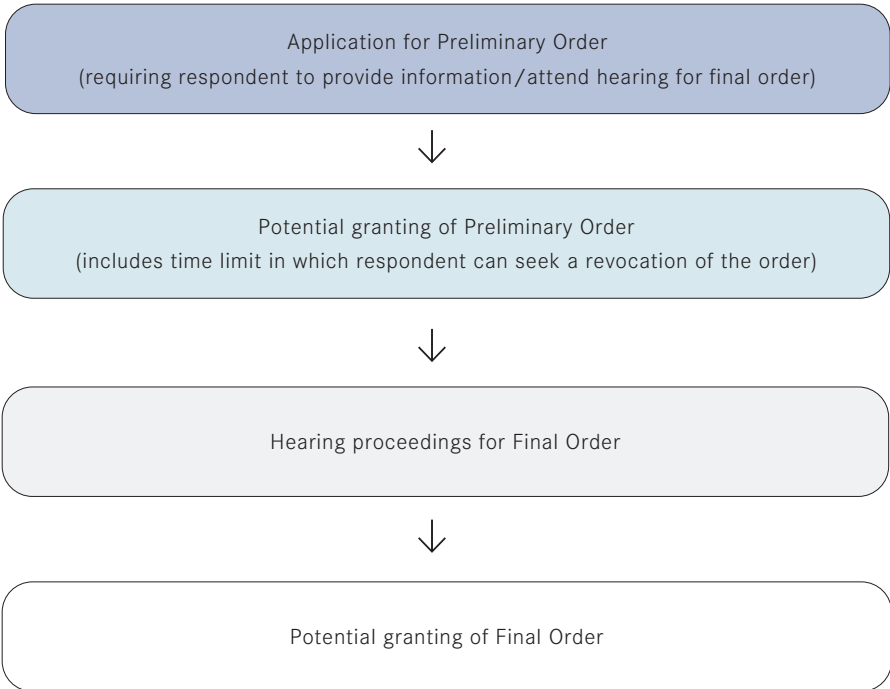 Application for Preliminary Order
(requiring respondent to provide information/attend hearing for final order)
Potential granting of Preliminary Order
(includes time limit in which respondent can seek a revocation of the order)
Hearing proceedings for Final Order
Potential granting of Final Order